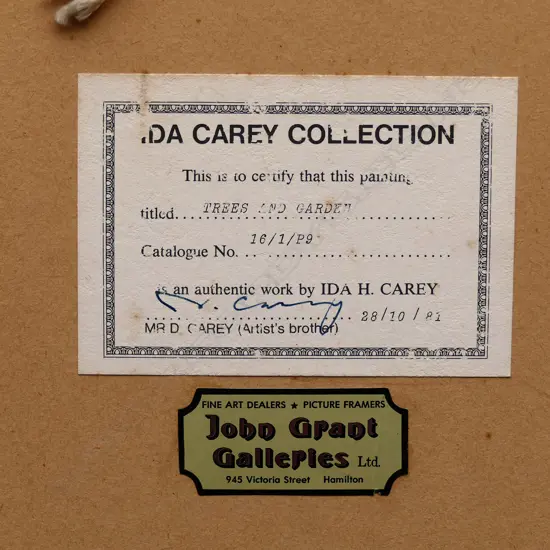 IDA CAREY COLLECTION
This is to certify that this painting
titled....TREES AND GARDEN........
Catalogue No...16/1/P9...............
is an authentic work by IDA H. CAREY
D. Carey 28/10/81
MR D. CAREY (Artist's brother)
FINE ART DEALERS ★ PICTURE FRAMERS
John Grant
Galleries Ltd.
945 Victoria Street Hamilton